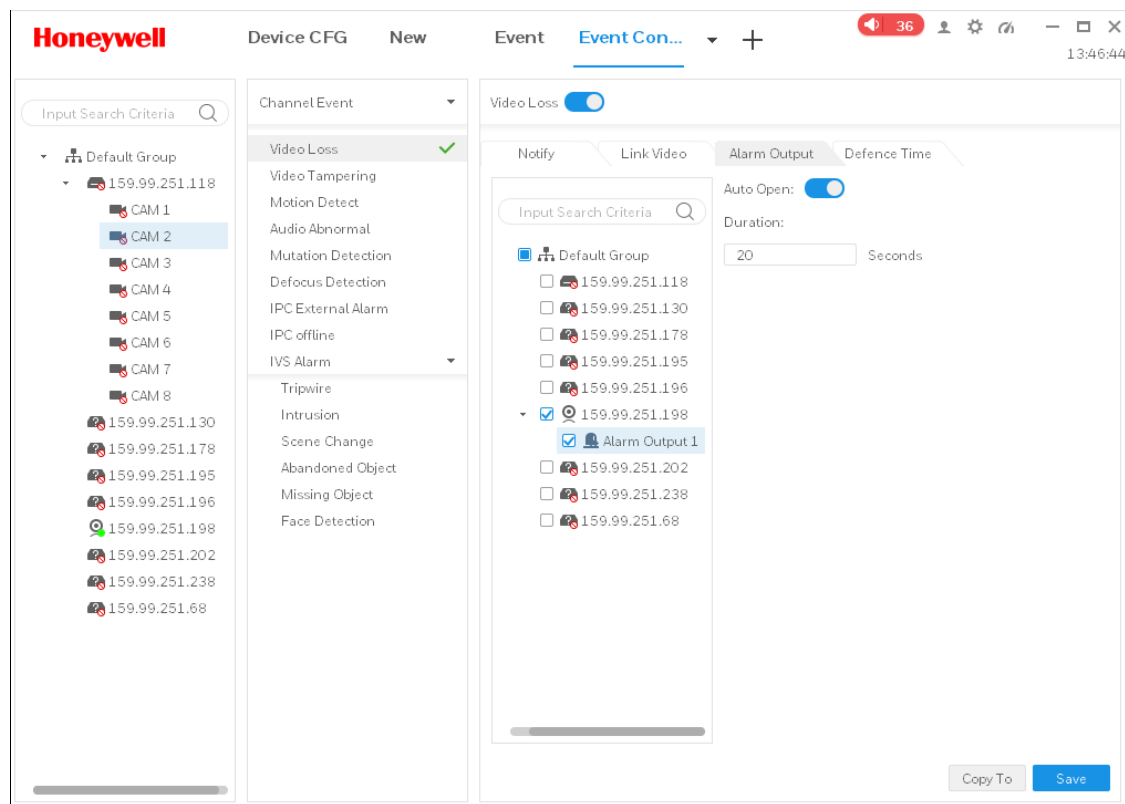 Honeywell
Device CFG New Event Event Con... 36
13:46:44
Input Search Criteria
Default Group
159.99.251.118
CAM 1
CAM 2
CAM 3
CAM 4
CAM 5
CAM 6
CAM 7
CAM 8
159.99.251.130
159.99.251.178
159.99.251.195
159.99.251.196
159.99.251.198
159.99.251.202
159.99.251.238
159.99.251.68
Channel Event
Video Loss
Video Tampering
Motion Detect
Audio Abnormal
Mutation Detection
Defocus Detection
IPC External Alarm
IPC offline
IVS Alarm
Tripwire
Intrusion
Scene Change
Abandoned Object
Missing Object
Face Detection
Video Loss
Notify Link Video Alarm Output Defence Time
Input Search Criteria
Default Group
159.99.251.118
159.99.251.130
159.99.251.178
159.99.251.195
159.99.251.196
159.99.251.198
Alarm Output 1
159.99.251.202
159.99.251.238
159.99.251.68
Auto Open:
Duration:
20 Seconds
Copy To Save